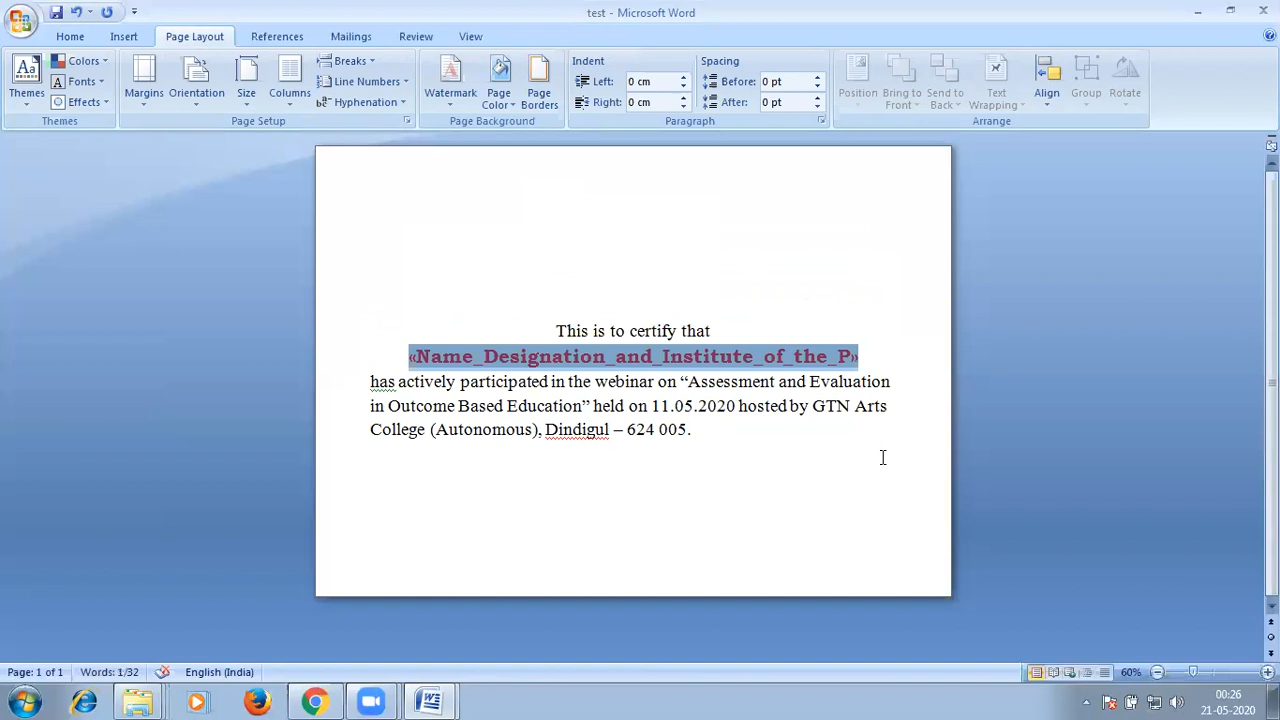 test - Microsoft Word
Home Insert Page Layout References Mailings Review View
Themes
Colors
Fonts
Effects
Themes
Margins
Orientation
Size
Columns
Breaks
Line Numbers
Hyphenation
Page Setup
Watermark
Page
Color
Page
Borders
Page Background
Indent
Left: 0 cm
Right: 0 cm
Spacing
Before: 0 pt
After: 0 pt
Paragraph
Position
Bring to
Front
Send to
Back
Text
Wrapping
Align
Group
Rotate
Arrange
This is to certify that
«Name_Designation_and_Institute_of_the_P»
has actively participated in the webinar on “Assessment and Evaluation
in Outcome Based Education” held on 11.05.2020 hosted by GTN Arts
College (Autonomous), Dindigul – 624 005.
Page: 1 of 1 Words: 1/32 English (India) 60%
00:26
21-05-2020